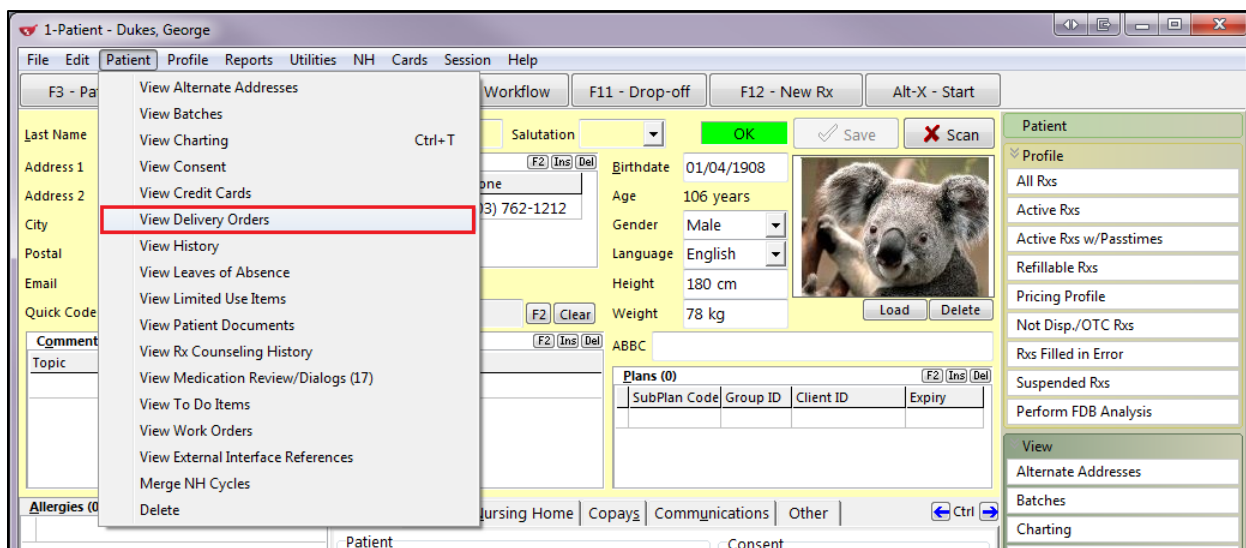 1-Patient - Dukes, George
File Edit Patient Profile Reports Utilities NH Cards Session Help
F3 - Pa Workflow F11 - Drop-off F12 - New Rx Alt-X - Start
View Alternate Addresses
View Batches
View Charting Ctrl+T
View Consent
View Credit Cards
View Delivery Orders
View History
View Leaves of Absence
View Limited Use Items
View Patient Documents
View Rx Counseling History
View Medication Review/Dialogs (17)
View To Do Items
View Work Orders
View External Interface References
Merge NH Cycles
Delete
Last Name Salutation OK Save Scan
Address 1 F2 Ins Del
Address 2 one
City 03) 762-1212
Postal
Email
Quick Code F2 Clear
Comment F2 Ins Del
Topic
Birthdate 01/04/1908
Age 106 years
Gender Male
Language English
Height 180 cm
Weight 78 kg
Load Delete
ABBC
Plans (0) F2 Ins Del
SubPlan Code Group ID Client ID Expiry
Allergies (0 Nursing Home Copays Communications Other Ctrl
Patient Consent
Patient
Profile
All Rxs
Active Rxs
Active Rxs w/Passtimes
Refillable Rxs
Pricing Profile
Not Disp./OTC Rxs
Rxs Filled in Error
Suspended Rxs
Perform FDB Analysis
View
Alternate Addresses
Batches
Charting